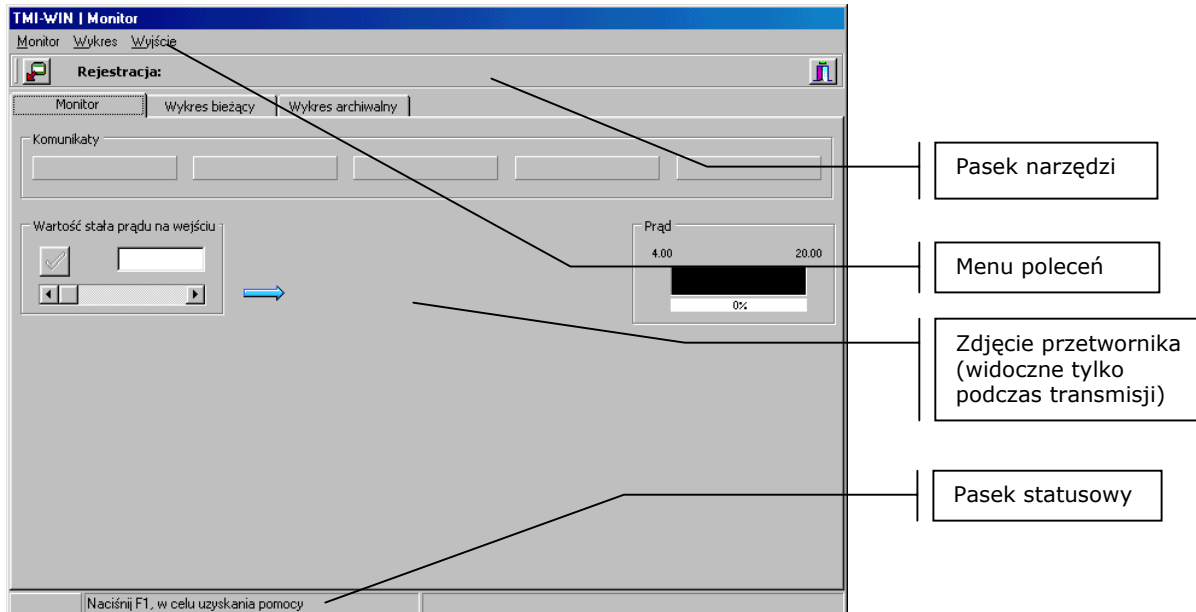 TMI-WIN | Monitor
Monitor Wykres Wyjście
Rejestracja:
Monitor Wykres bieżący Wykres archiwalny
Komunikaty
Wartość stała prądu na wejściu
Prąd
4.00 20.00
0%
Naciśnij F1, w celu uzyskania pomocy
Pasek narzędzi
Menu poleceń
Zdjęcie przetwornika
(widoczne tylko
podczas transmisji)
Pasek statusowy